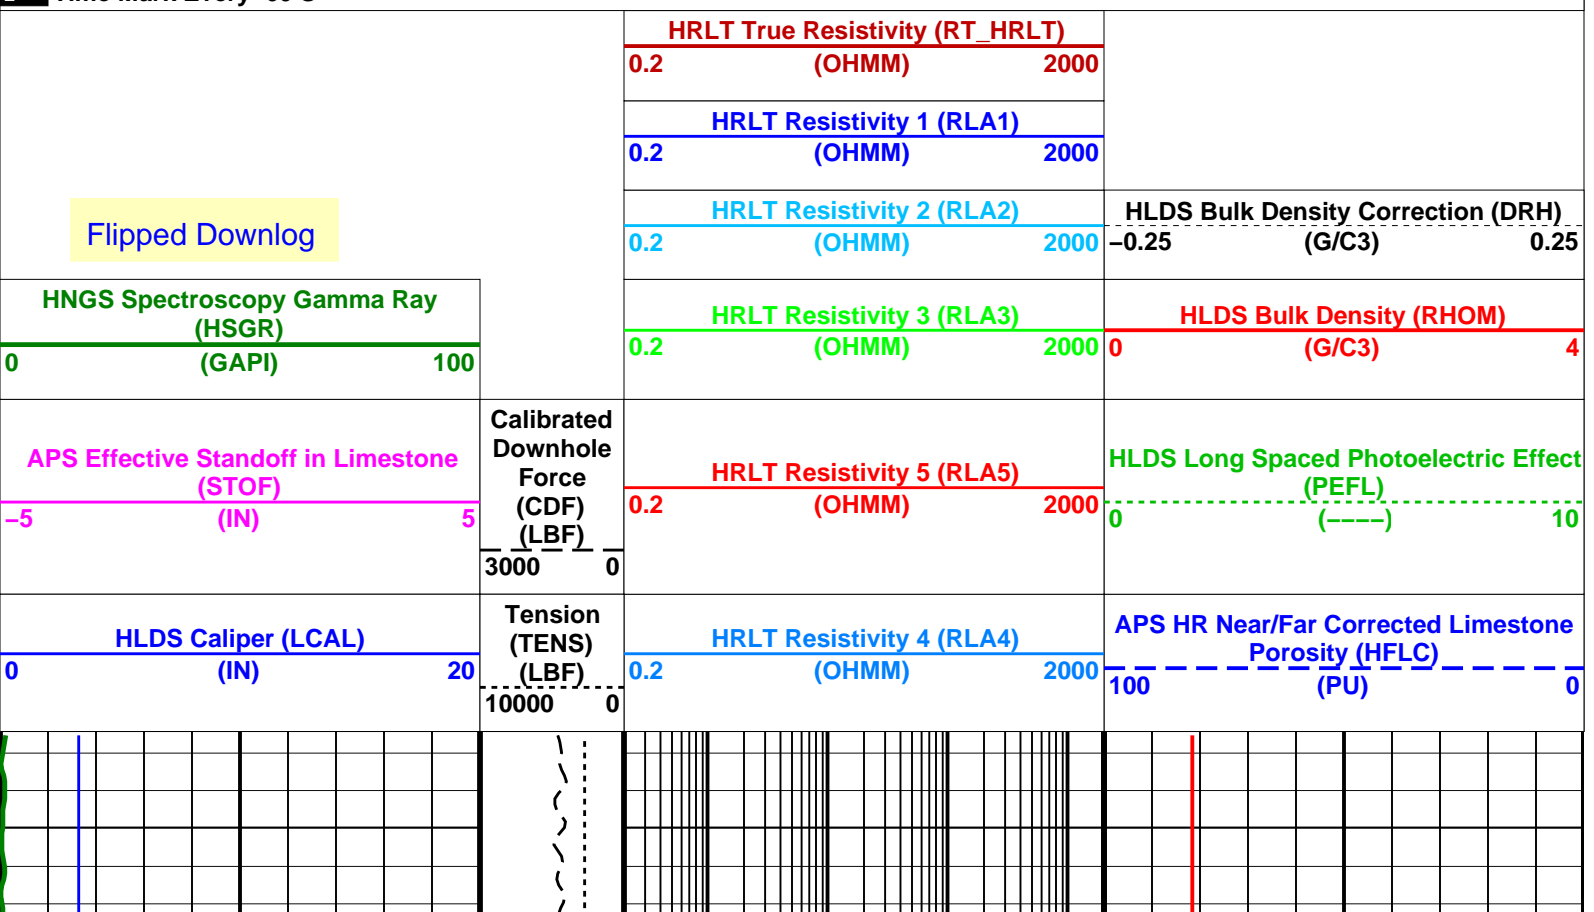 HRLT True Resistivity (RT_HRLT)
0.2 (OHMM) 2000
HRLT Resistivity 1 (RLA1)
0.2 (OHMM) 2000
Flipped Downlog
HRLT Resistivity 2 (RLA2)
0.2 (OHMM) 2000
HLDS Bulk Density Correction (DRH)
−0.25 (G/C3) 0.25
HNGS Spectroscopy Gamma Ray
(HSGR)
0 (GAPI) 100
HRLT Resistivity 3 (RLA3)
0.2 (OHMM) 2000
HLDS Bulk Density (RHOM)
0 (G/C3) 4
APS Effective Standoff in Limestone
(STOF)
−5 (IN) 5
Calibrated
Downhole
Force
(CDF)
(LBF)
3000 0
HRLT Resistivity 5 (RLA5)
0.2 (OHMM) 2000
HLDS Long Spaced Photoelectric Effect
(PEFL)
0 (−−−−) 10
HLDS Caliper (LCAL)
0 (IN) 20
Tension
(TENS)
(LBF)
10000 0
HRLT Resistivity 4 (RLA4)
0.2 (OHMM) 2000
APS HR Near/Far Corrected Limestone
Porosity (HFLC)
100 (PU) 0